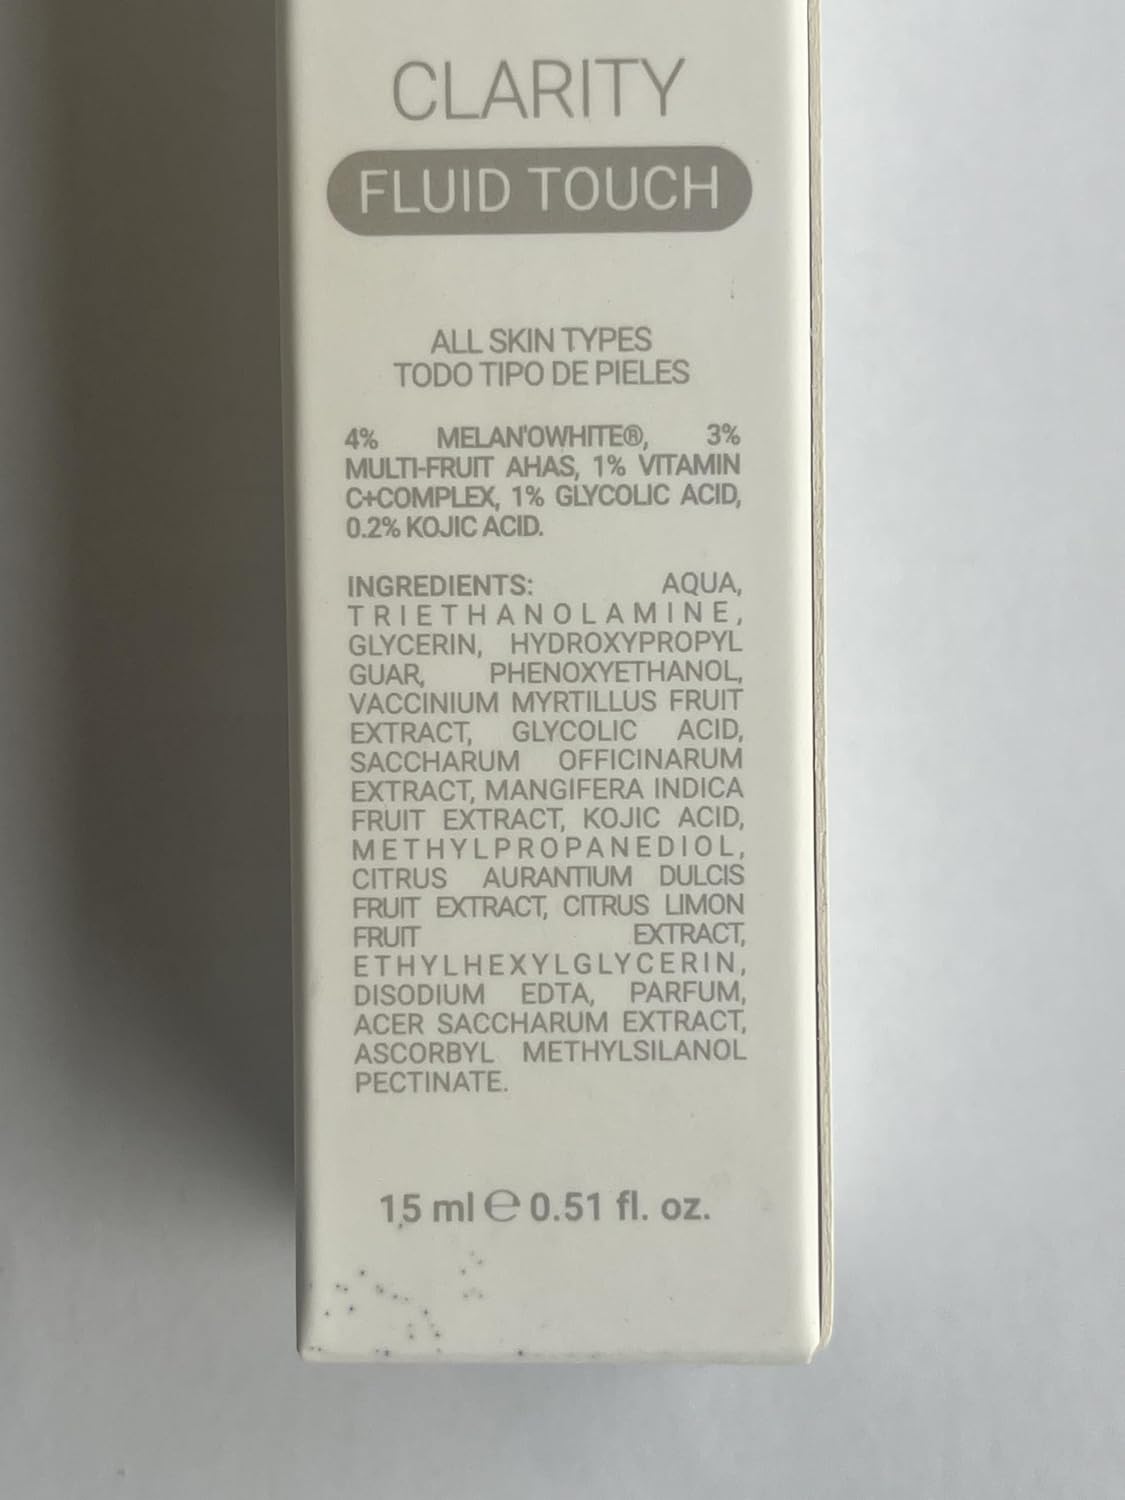 CLARITY
FLUID TOUCH
ALL SKIN TYPES
TODO TIPO DE PIELES
4% MELAN'OWHITE®, 3%
MULTI-FRUIT AHAS, 1% VITAMIN
C+COMPLEX, 1% GLYCOLIC ACID,
0.2% KOJIC ACID.
INGREDIENTS: AQUA,
TRIETHANOLAMINE,
GLYCERIN, HYDROXYPROPYL
GUAR, PHENOXYETHANOL,
VACCINIUM MYRTILLUS FRUIT
EXTRACT, GLYCOLIC ACID,
SACCHARUM OFFICINARUM
EXTRACT, MANGIFERA INDICA
FRUIT EXTRACT, KOJIC ACID,
METHYLPROPANEDIOL,
CITRUS AURANTIUM DULCIS
FRUIT EXTRACT, CITRUS LIMON
FRUIT EXTRACT,
ETHYLHEXYLGLYCERIN,
DISODIUM EDTA, PARFUM,
ACER SACCHARUM EXTRACT,
ASCORBYL METHYLSILANOL
PECTINATE.
15 ml ℮ 0.51 fl. oz.